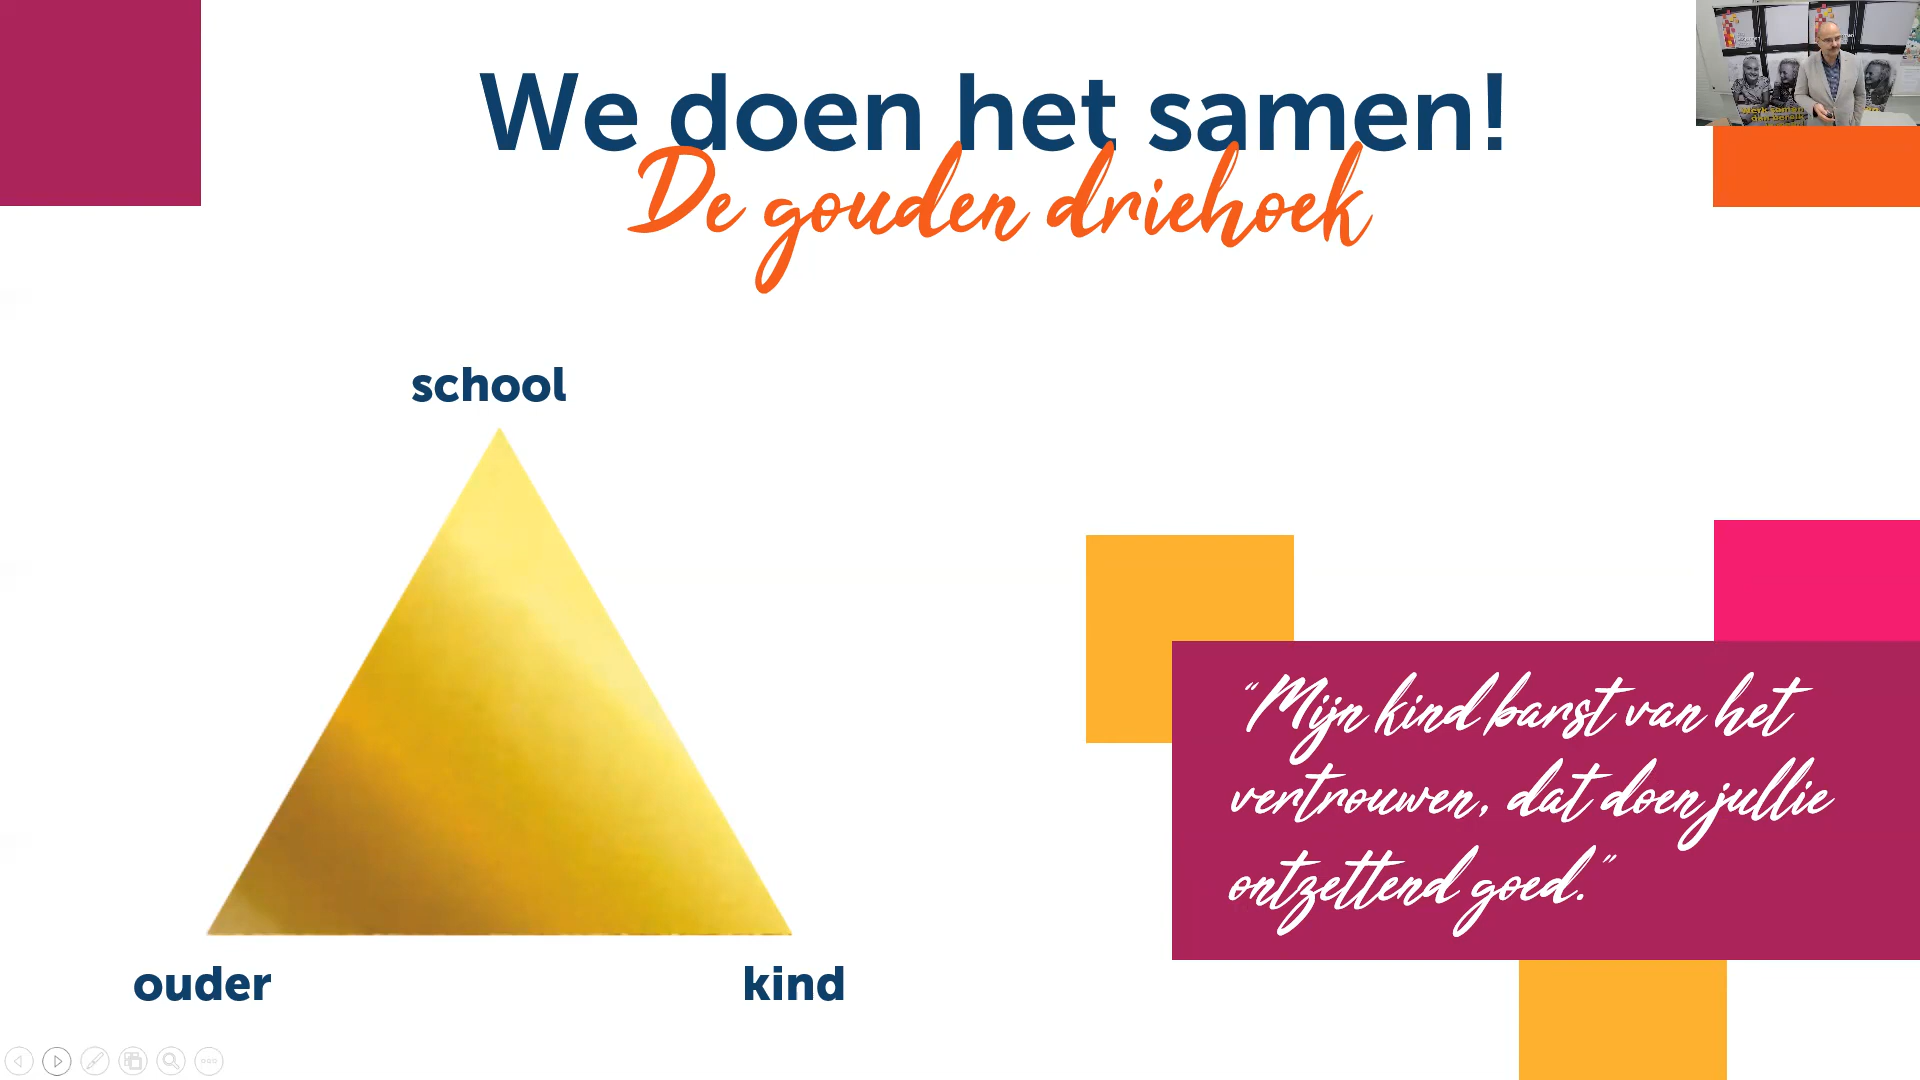 We doen het samen!
De gouden driehoek
school
ouder
kind
“Mijn kind barst van het
vertrouwen, dat doen jullie
ontzettend goed.”